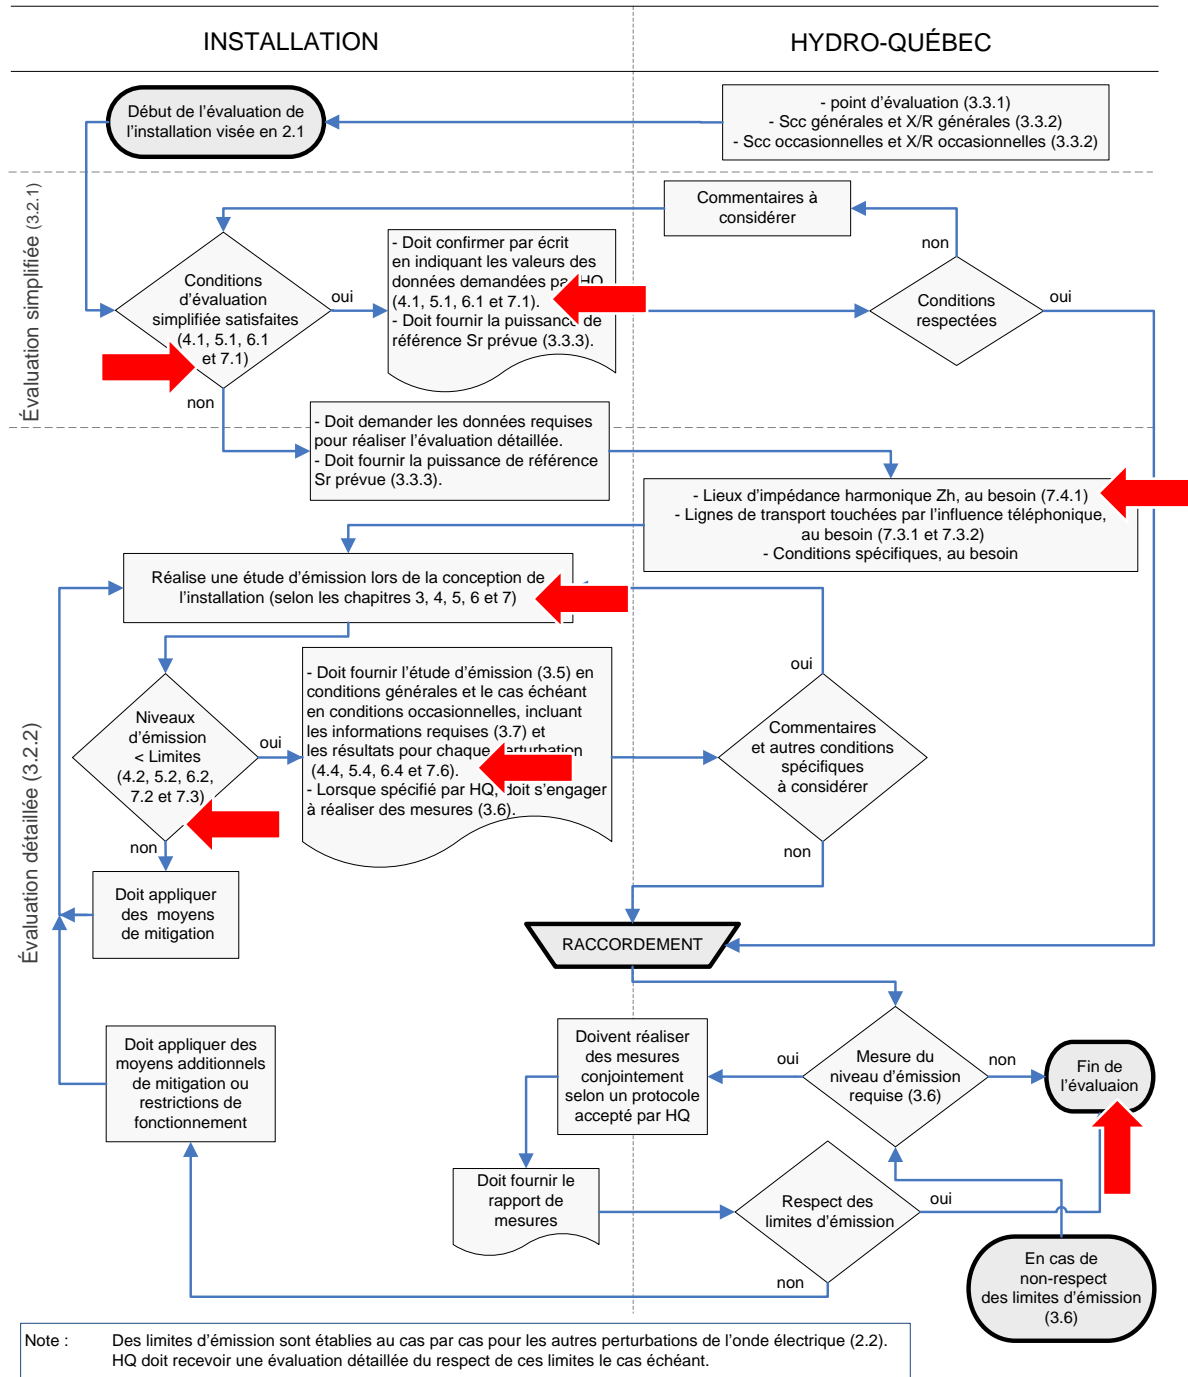 INSTALLATION
HYDRO-QUÉBEC
Début de l'évaluation de
l'installation visée en 2.1
- point d'évaluation (3.3.1)
- Scc générales et X/R générales (3.3.2)
- Scc occasionnelles et X/R occasionnelles (3.3.2)
Évaluation simplifiée (3.2.1)
Commentaires à
considérer
non
Conditions
d'évaluation
simplifiée satisfaites
(4.1, 5.1, 6.1
et 7.1)
oui
non
- Doit confirmer par écrit
en indiquant les valeurs des
données demandées par HQ
(4.1, 5.1, 6.1 et 7.1).
- Doit fournir la puissance de
référence Sr prévue (3.3.3).
Conditions
respectées
oui
- Doit demander les données requises
pour réaliser l'évaluation détaillée.
- Doit fournir la puissance de référence
Sr prévue (3.3.3).
- Lieux d'impédance harmonique Zh, au besoin (7.4.1)
- Lignes de transport touchées par l'influence téléphonique,
au besoin (7.3.1 et 7.3.2)
- Conditions spécifiques, au besoin
Évaluation détaillée (3.2.2)
Réalise une étude d'émission lors de la conception de
l'installation (selon les chapitres 3, 4, 5, 6 et 7)
Niveaux
d'émission
< Limites
(4.2, 5.2, 6.2,
7.2 et 7.3)
oui
non
- Doit fournir l'étude d'émission (3.5) en
conditions générales et le cas échéant
en conditions occasionnelles, incluant
les informations requises (3.7) et
les résultats pour chaque perturbation
(4.4, 5.4, 6.4 et 7.6).
- Lorsque spécifié par HQ, doit s'engager
à réaliser des mesures (3.6).
oui
Commentaires
et autres conditions
spécifiques
à considérer
non
Doit appliquer
des moyens
de mitigation
RACCORDEMENT
Doit appliquer des
moyens additionnels
de mitigation ou
restrictions de
fonctionnement
Doivent réaliser
des mesures
conjointement
selon un protocole
accepté par HQ
oui
Mesure du
niveau d'émission
requise (3.6)
non
Fin de
l'évaluaion
Doit fournir le
rapport de
mesures
Respect des
limites d'émission
oui
non
En cas de
non-respect
des limites d'émission
(3.6)
Note : Des limites d'émission sont établies au cas par cas pour les autres perturbations de l'onde électrique (2.2).
HQ doit recevoir une évaluation détaillée du respect de ces limites le cas échéant.